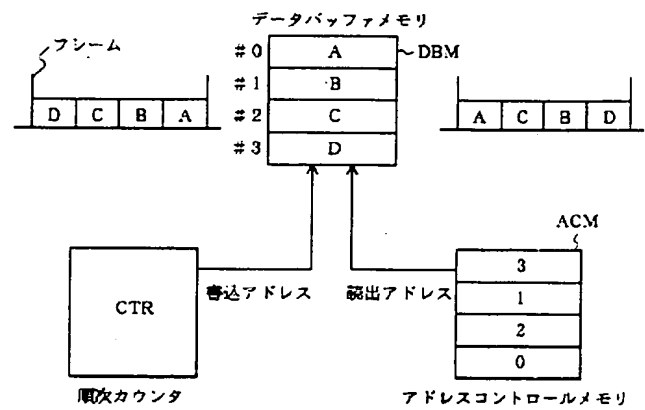 データバッファメモリ
フレーム
#0 A DBM
#1 B
#2 C
#3 D
D C B A
A C B D
ACM
書込アドレス
読出アドレス
CTR
3
1
2
0
順次カウンタ
アドレスコントロールメモリ